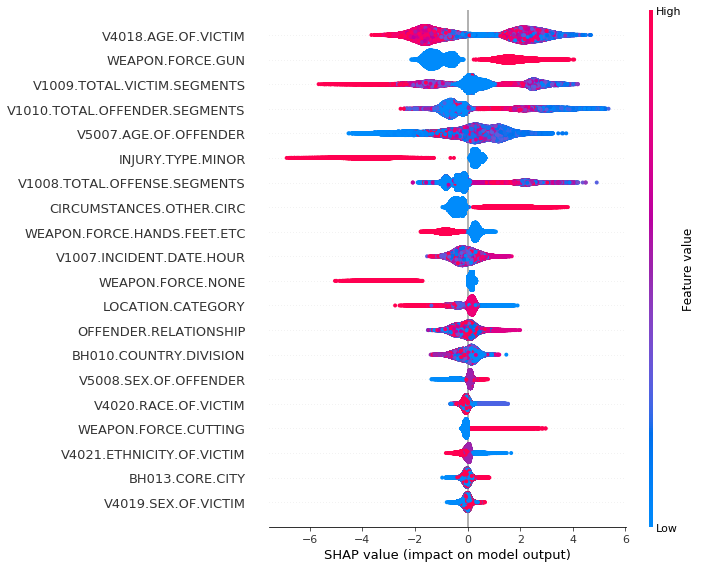 High
V4018.AGE.OF.VICTIM
WEAPON.FORCE.GUN
V1009.TOTAL.VICTIM.SEGMENTS
V1010.TOTAL.OFFENDER.SEGMENTS
V5007.AGE.OF.OFFENDER
INJURY.TYPE.MINOR
V1008.TOTAL.OFFENSE.SEGMENTS
CIRCUMSTANCES.OTHER.CIRC
WEAPON.FORCE.HANDS.FEET.ETC
V1007.INCIDENT.DATE.HOUR
WEAPON.FORCE.NONE
LOCATION.CATEGORY
OFFENDER.RELATIONSHIP
BH010.COUNTRY.DIVISION
V5008.SEX.OF.OFFENDER
V4020.RACE.OF.VICTIM
WEAPON.FORCE.CUTTING
V4021.ETHNICITY.OF.VICTIM
BH013.CORE.CITY
V4019.SEX.OF.VICTIM
Feature value
Low
−6 −4 −2 0 2 4 6
SHAP value (impact on model output)